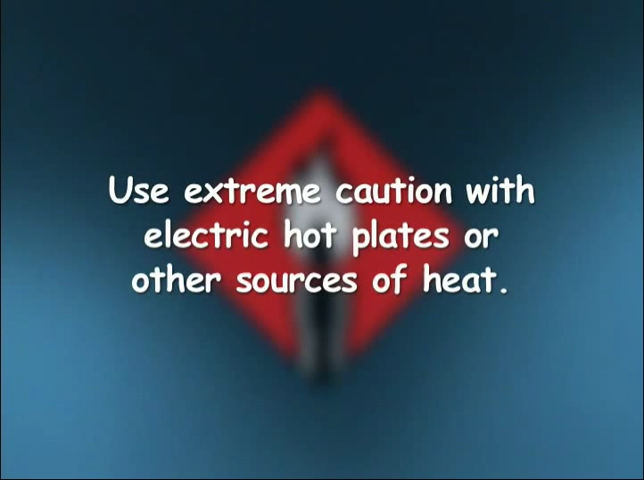 Use extreme caution with
electric hot plates or
other sources of heat.